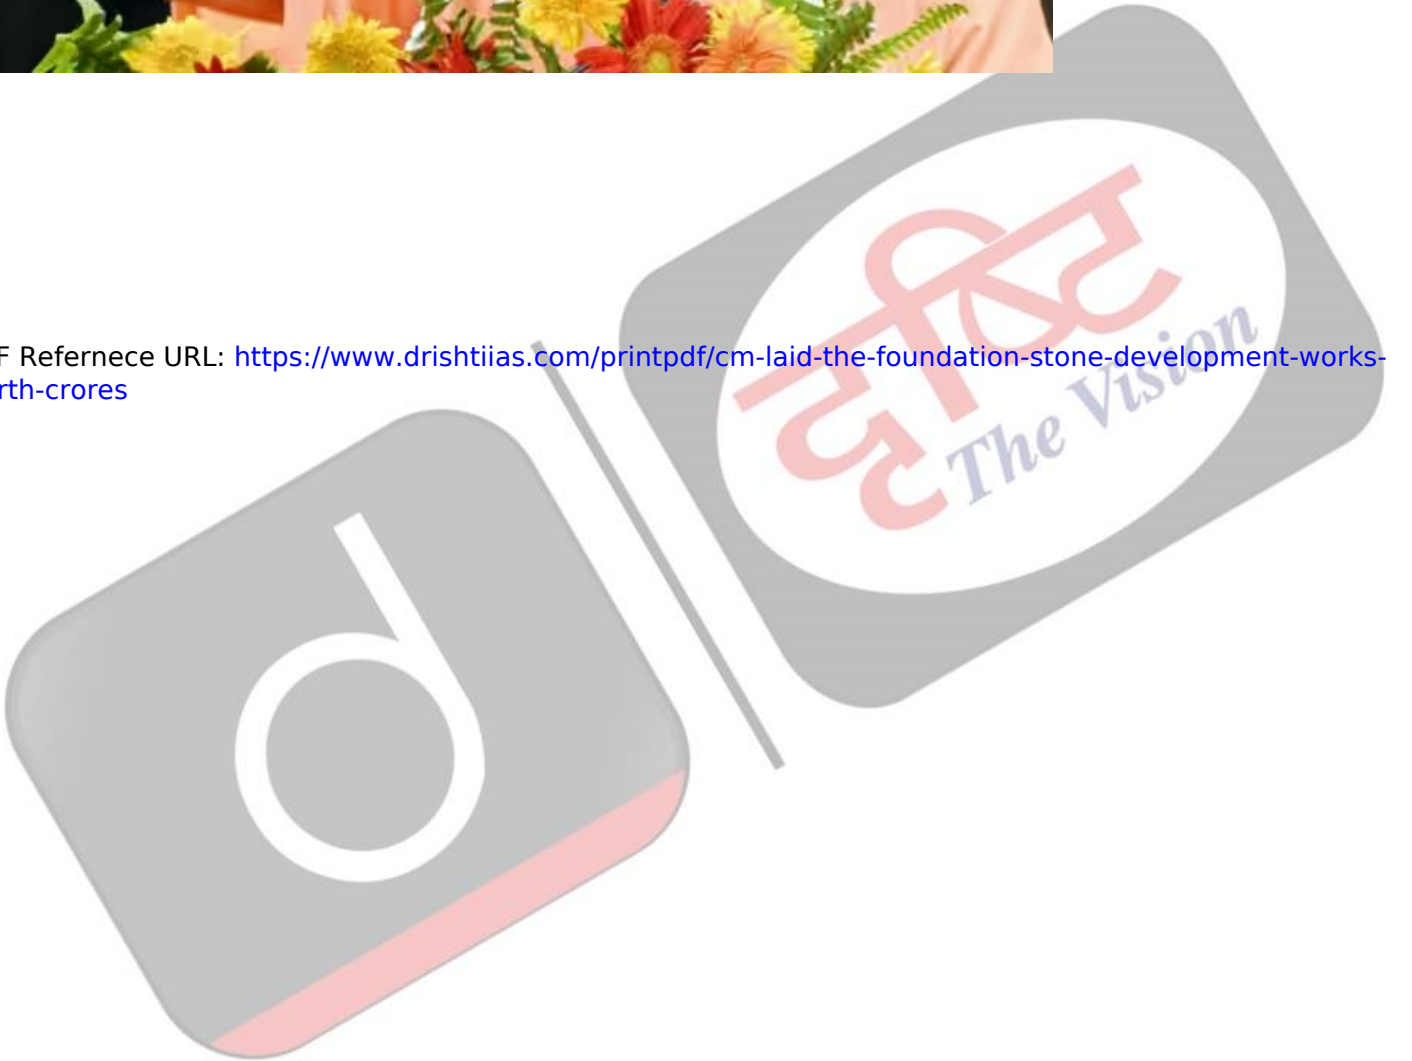 F Refernece URL: https://www.drishtiias.com/printpdf/cm-laid-the-foundation-stone-development-works-
rth-crores
दृष्टि
The Vision
d